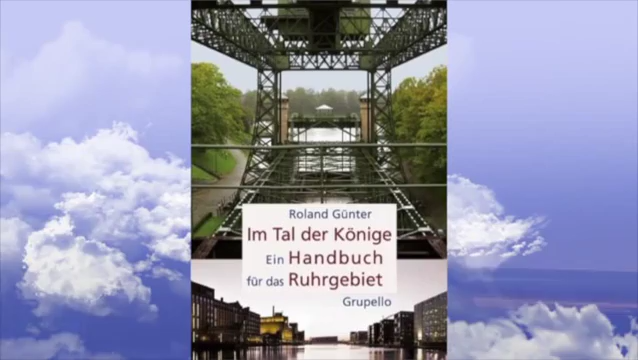 Roland Günter
Im Tal der Könige
Ein Handbuch
für das Ruhrgebiet
Grupello